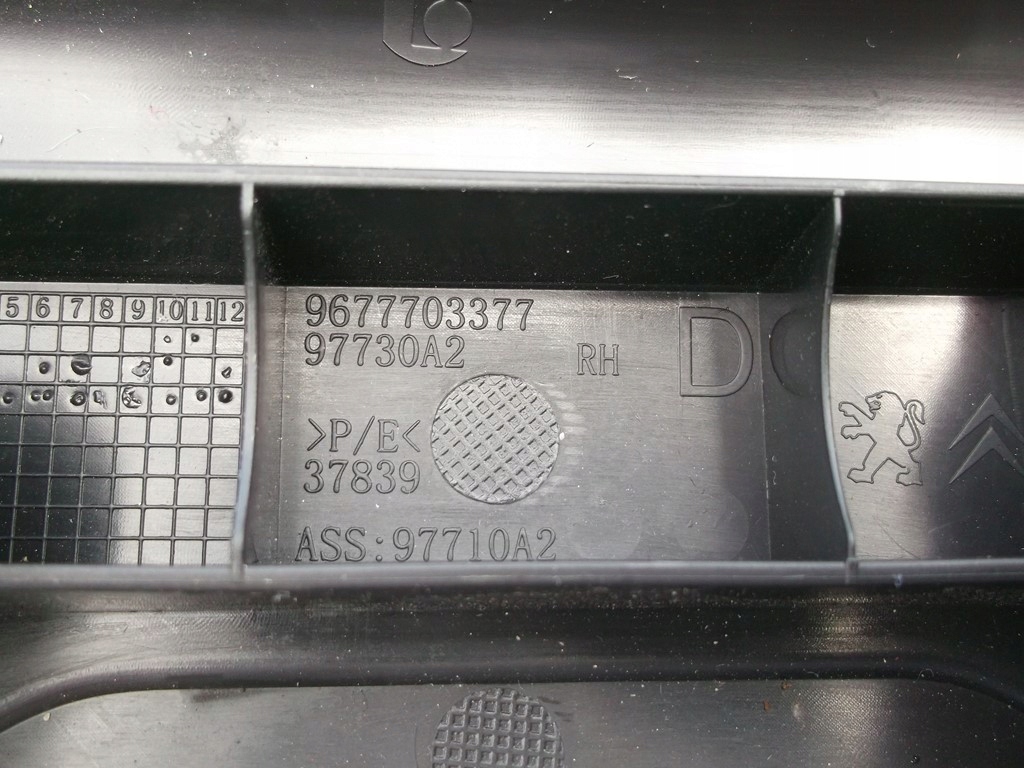 5 6 7 8 9 10 11 12
9677703377
97730A2
RH
D
>P/E<
37839
ASS:97710A2